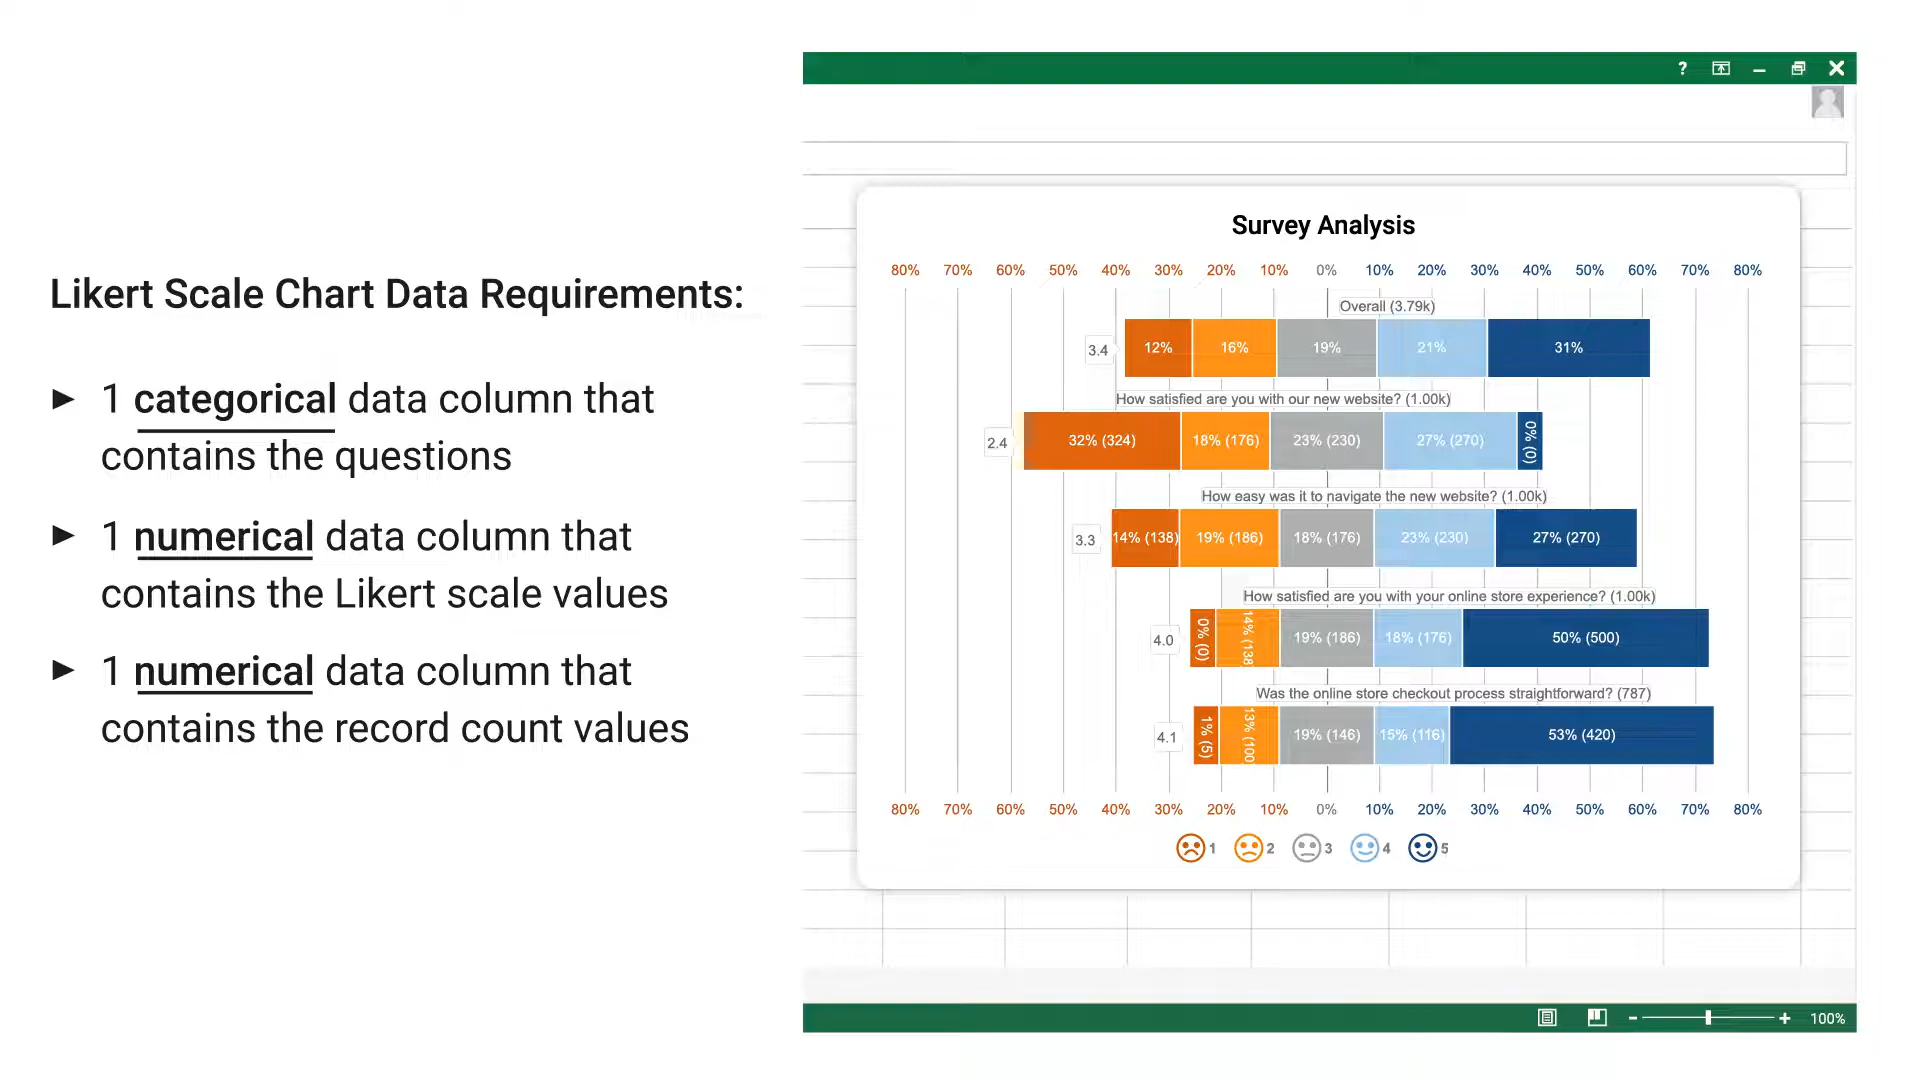 Likert Scale Chart Data Requirements:
► 1 categorical data column that
contains the questions
► 1 numerical data column that
contains the Likert scale values
► 1 numerical data column that
contains the record count values
?
Survey Analysis
80% 70% 60% 50% 40% 30% 20% 10% 0% 10% 20% 30% 40% 50% 60% 70% 80%
Overall (3.79k)
3.4 12% 16% 19% 21% 31%
How satisfied are you with our new website? (1.00k)
2.4 32% (324) 18% (176) 23% (230) 27% (270) 0% (0)
How easy was it to navigate the new website? (1.00k)
3.3 14% (138) 19% (186) 18% (176) 23% (230) 27% (270)
How satisfied are you with your online store experience? (1.00k)
4.0 0% (0) 14% (138 19% (186) 18% (176) 50% (500)
Was the online store checkout process straightforward? (787)
4.1 1% (5) 13% (100 19% (146) 15% (116) 53% (420)
80% 70% 60% 50% 40% 30% 20% 10% 0% 10% 20% 30% 40% 50% 60% 70% 80%
1 2 3 4 5
100%